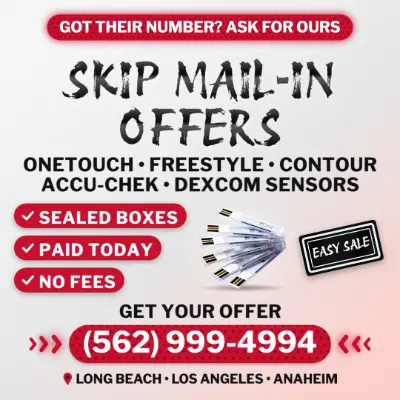 GOT THEIR NUMBER? ASK FOR OURS
SKIP MAIL-IN
OFFERS
ONETOUCH • FREESTYLE • CONTOUR
ACCU-CHEK • DEXCOM SENSORS
SEALED BOXES
PAID TODAY
NO FEES
EASY SALE
GET YOUR OFFER
(562) 999-4994
LONG BEACH • LOS ANGELES • ANAHEIM